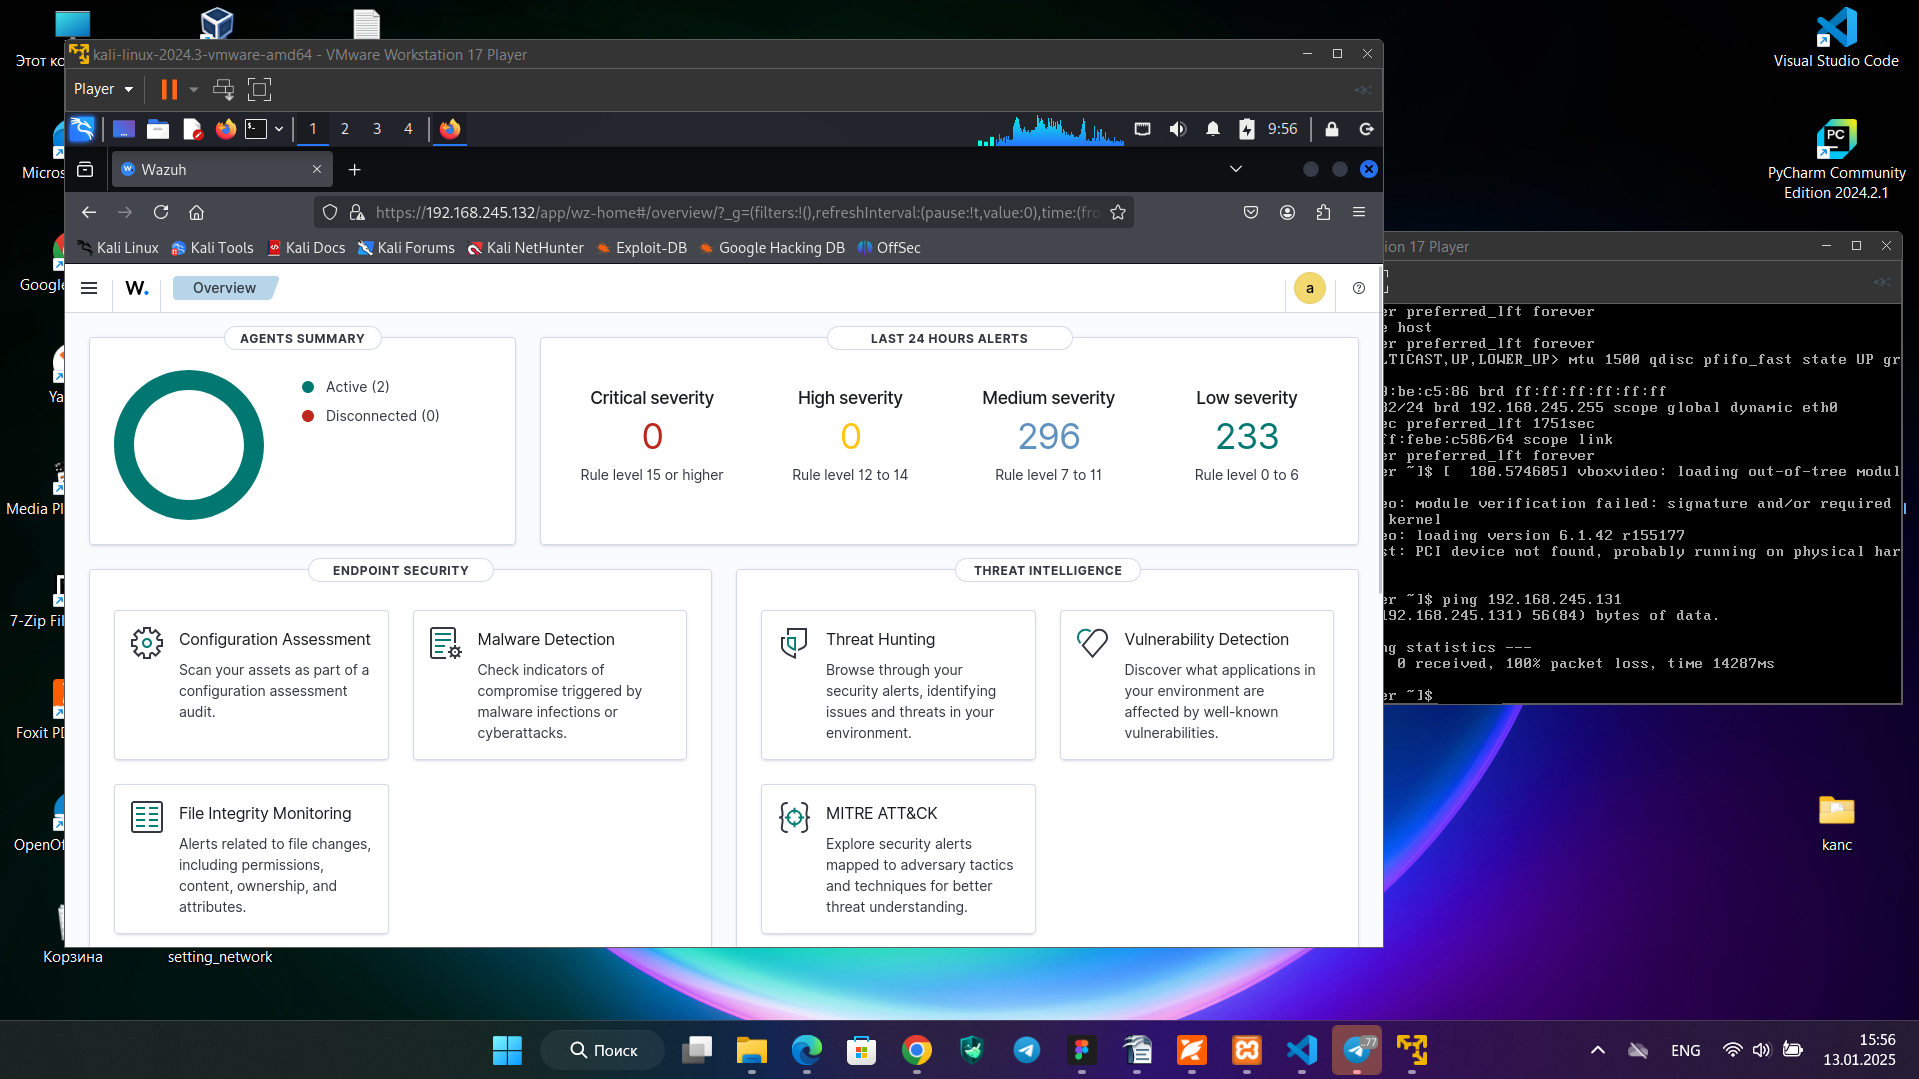 Этот
kali-linux-2024.3-vmware-amd64 - VMware Workstation 17 Player
Player
1 2 3 4
9:56
Wazuh
https://192.168.245.132/app/wz-home#/overview/?_g=(filters:!(),refreshInterval:(pause:!t,value:0),time:(fro
Kali Linux Kali Tools Kali Docs Kali Forums Kali NetHunter Exploit-DB Google Hacking DB OffSec
W. Overview a
AGENTS SUMMARY
Active (2)
Disconnected (0)
LAST 24 HOURS ALERTS
Critical severity
0
Rule level 15 or higher
High severity
0
Rule level 12 to 14
Medium severity
296
Rule level 7 to 11
Low severity
233
Rule level 0 to 6
ENDPOINT SECURITY
Configuration Assessment
Scan your assets as part of a
configuration assessment
audit.
Malware Detection
Check indicators of
compromise triggered by
malware infections or
cyberattacks.
File Integrity Monitoring
Alerts related to file changes,
including permissions,
content, ownership, and
attributes.
THREAT INTELLIGENCE
Threat Hunting
Browse through your
security alerts, identifying
issues and threats in your
environment.
Vulnerability Detection
Discover what applications in
your environment are
affected by well-known
vulnerabilities.
MITRE ATT&CK
Explore security alerts
mapped to adversary tactics
and techniques for better
threat understanding.
ion 17 Player
er preferred_lft forever
e host
er preferred_lft forever
LTICAST,UP,LOWER_UP> mtu 1500 qdisc pfifo_fast state UP gr
:be:c5:86 brd ff:ff:ff:ff:ff:ff
32/24 brd 192.168.245.255 scope global dynamic eth0
ec preferred_lft 1751sec
ff:febe:c586/64 scope link
er preferred_lft forever
er ~]$ [  180.574605] vboxvideo: loading out-of-tree modul
eo: module verification failed: signature and/or required
kernel
eo: loading version 6.1.42 r155177
st: PCI device not found, probably running on physical har
er ~]$ ping 192.168.245.131
192.168.245.131) 56(84) bytes of data.
ng statistics ---
0 received, 100% packet loss, time 14287ms
er ~]$
Visual Studio Code
PC
PyCharm Community
Edition 2024.2.1
kanc
Micros
Google
Ya
Media Pl
7-Zip Fil
Foxit PD
OpenOf
Корзина
setting_network
Поиск
..77
ENG
15:56
13.01.2025